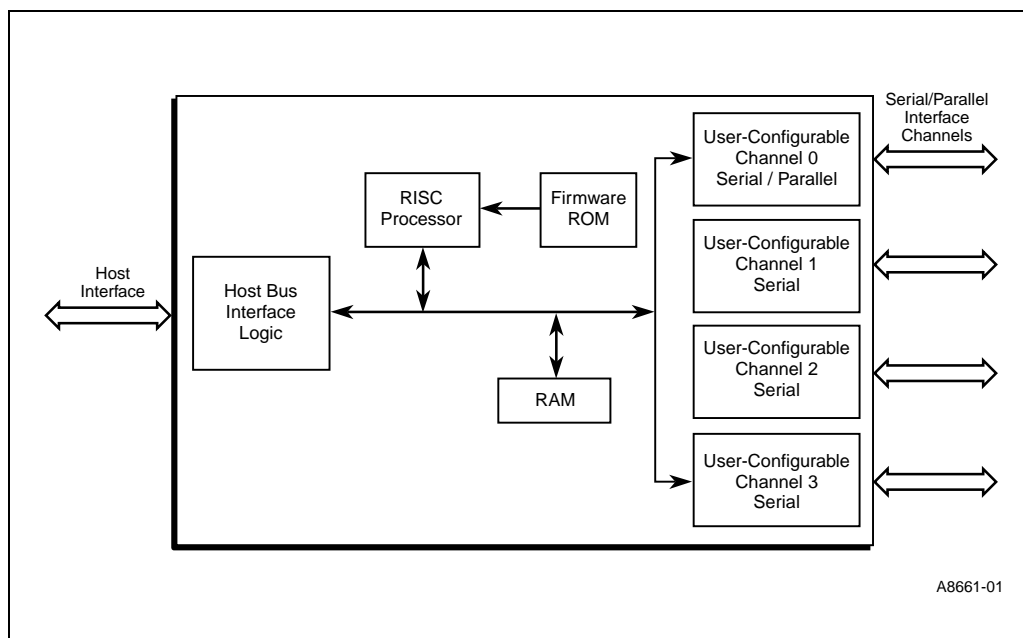 Serial/Parallel
Interface
Channels
User-Configurable
Channel 0
Serial / Parallel
RISC
Processor
Firmware
ROM
User-Configurable
Channel 1
Serial
Host
Interface
Host Bus
Interface
Logic
User-Configurable
Channel 2
Serial
RAM
User-Configurable
Channel 3
Serial
A8661-01